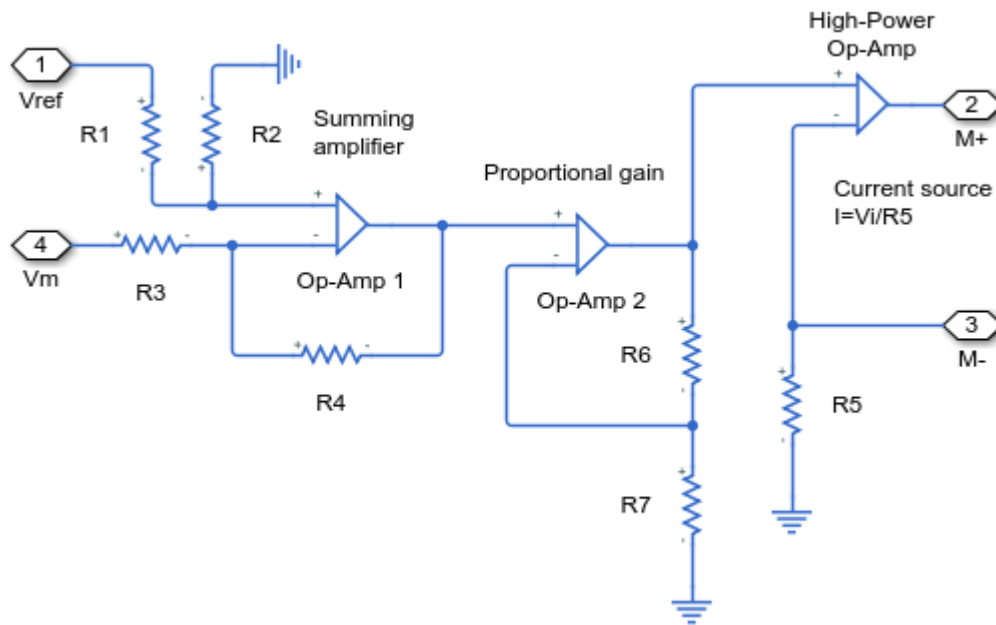 High-Power
Op-Amp
1
Vref
R1
R2
Summing
amplifier
+
-
-
+
+
-
2
M+
Proportional gain
Current source
I=Vi/R5
+
-
+
-
4
Vm
+
-
R3
Op-Amp 1
Op-Amp 2
3
M-
+
-
R4
+
-
R6
+
-
R5
+
-
R7